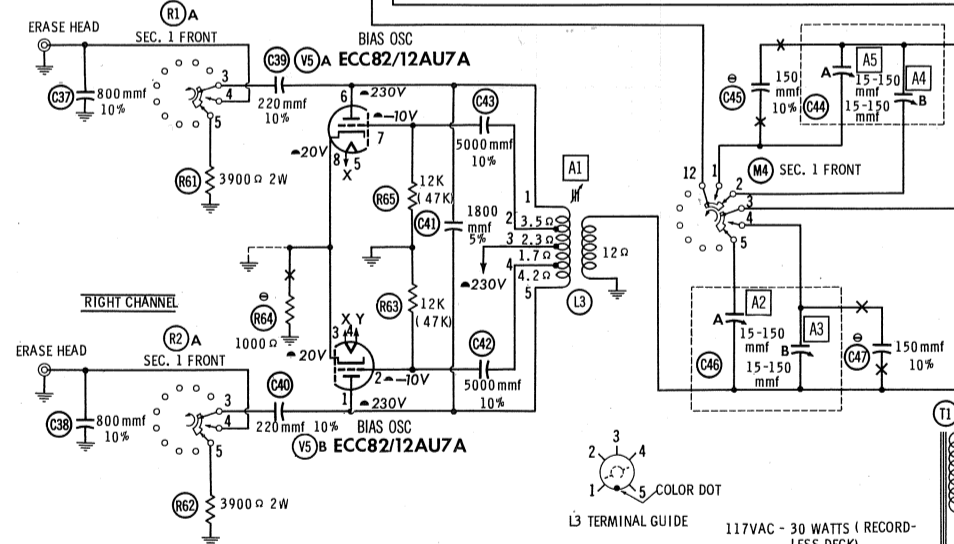 R1 A
SEC. 1 FRONT
ERASE HEAD
C37
800 mmf
10%
3
4
5
R61
3900 Ω 2W
C39
220 mmf
10%
V5 A ECC82/12AU7A
BIAS OSC
6
230V
-10V
7
20V
8
5
X
C43
5000 mmf
10%
R65
12K
( 47K)
C41
1800
mmf
5%
A1
1
2 3.5 Ω
3 2.3 Ω
1.7 Ω
4
4.2 Ω
5
230V
12 Ω
L3
RIGHT CHANNEL
R64
1000 Ω
20V
R63
12K
( 47K)
X Y
3 4
2
-10V
1
230V
C42
5000 mmf
10%
R2 A
SEC. 1 FRONT
ERASE HEAD
C38
800 mmf
10%
3
4
5
R62
3900 Ω 2W
C40
220 mmf 10%
BIAS OSC
V5 B ECC82/12AU7A
C45
150
mmf
10%
C44
A
A5
15-150
mmf
A4
15-150
mmf
B
M4
SEC. 1 FRONT
12
1
2
3
4
5
A2
A
15-150
mmf
A3
B
15-150
mmf
C46
C47
150 mmf
10%
T1
3
2
4
1
5
COLOR DOT
L3 TERMINAL GUIDE
117VAC - 30 WATTS ( RECORD-
LESS DECK)